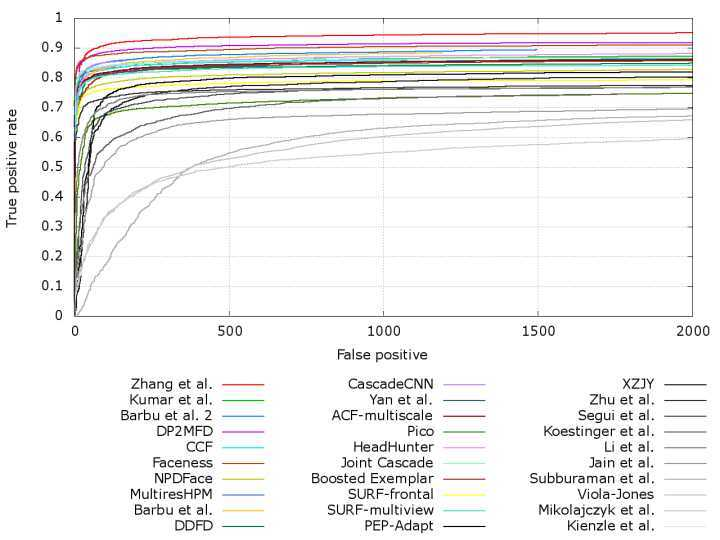 1
0.9
0.8
0.7
0.6
0.5
0.4
0.3
0.2
0.1
0
True positive rate
0 500 1000 1500 2000
False positive
Zhang et al. CascadeCNN XZJY
Kumar et al. Yan et al. Zhu et al.
Barbu et al. 2 ACF-multiscale Segui et al.
DP2MFD Pico Koestinger et al.
CCF HeadHunter Li et al.
Faceness Joint Cascade Jain et al.
NPDFace Boosted Exemplar Subburaman et al.
MultiresHPM SURF-frontal Viola-Jones
Barbu et al. SURF-multiview Mikolajczyk et al.
DDFD PEP-Adapt Kienzle et al.